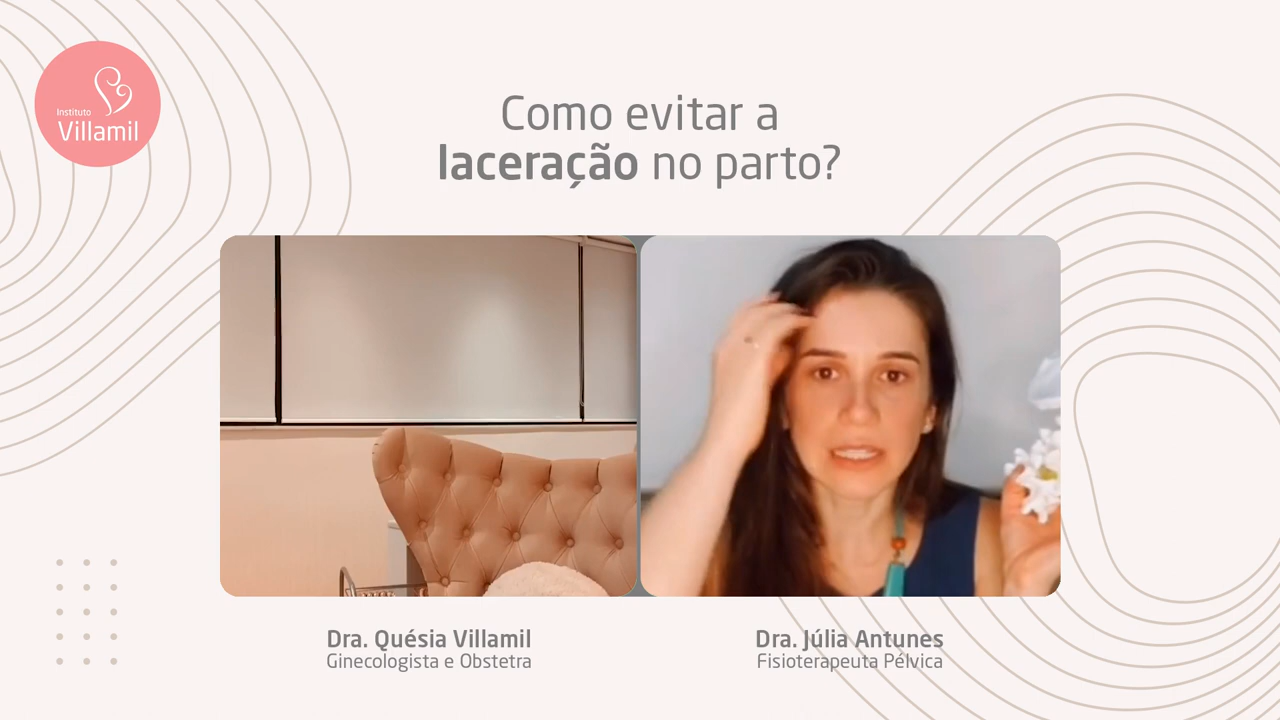 Instituto
Villamil
Como evitar a
laceração no parto?
Dra. Quésia Villamil
Ginecologista e Obstetra
Dra. Júlia Antunes
Fisioterapeuta Pélvica